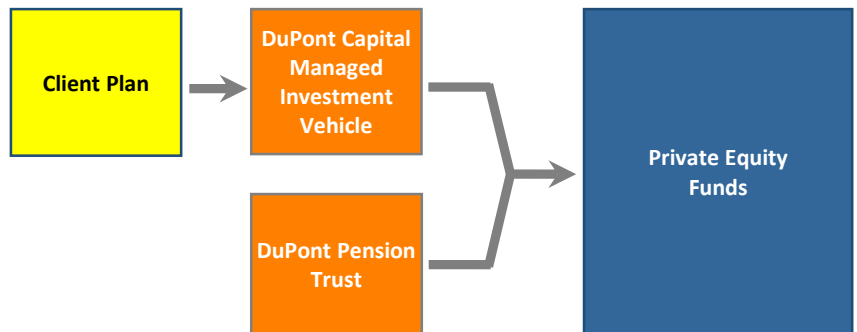 Client Plan
DuPont Capital
Managed
Investment
Vehicle
DuPont Pension
Trust
Private Equity
Funds